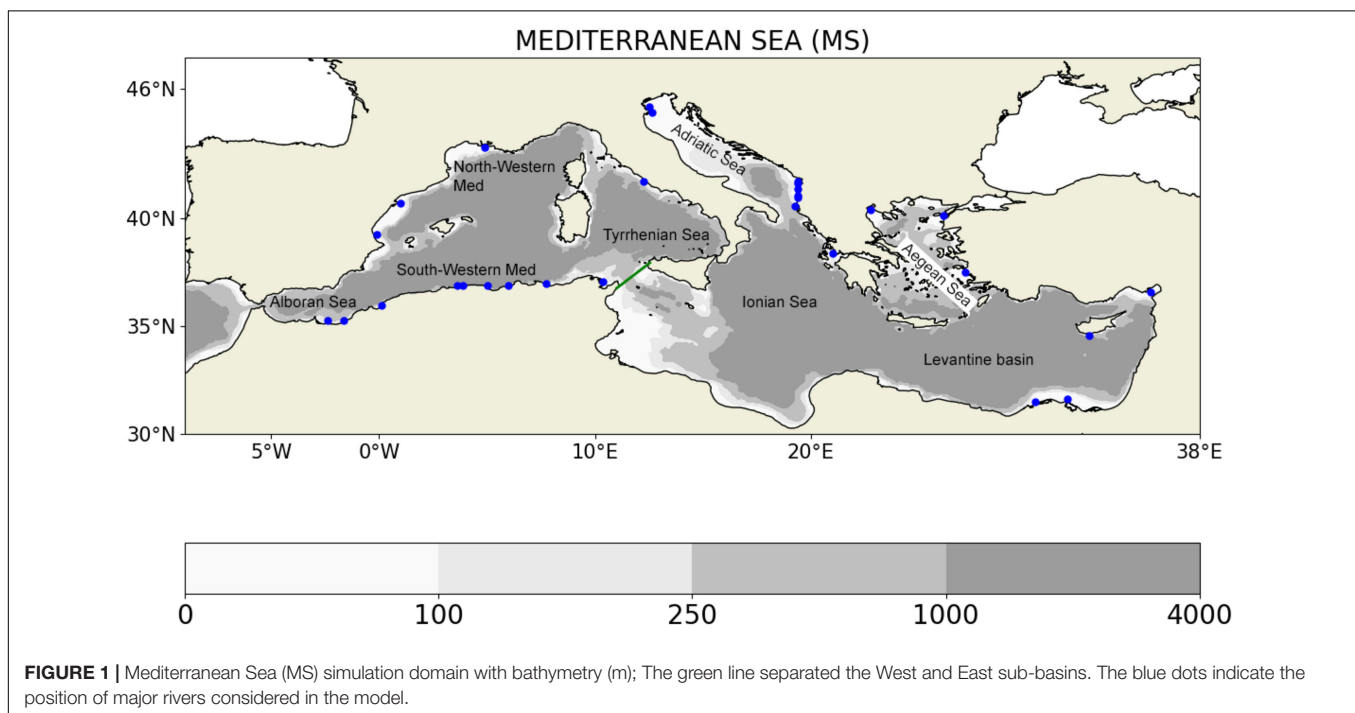 MEDITERRANEAN SEA (MS)
46°N
40°N
35°N
30°N
Adriatic Sea
North-Western
Med
Tyrrhenian Sea
South-Western Med
Aegean Sea
Alboran Sea
Ionian Sea
Levantine basin
5°W 0°W 10°E 20°E 38°E
0 100 250 1000 4000
FIGURE 1 | Mediterranean Sea (MS) simulation domain with bathymetry (m); The green line separated the West and East sub-basins. The blue dots indicate the
position of major rivers considered in the model.